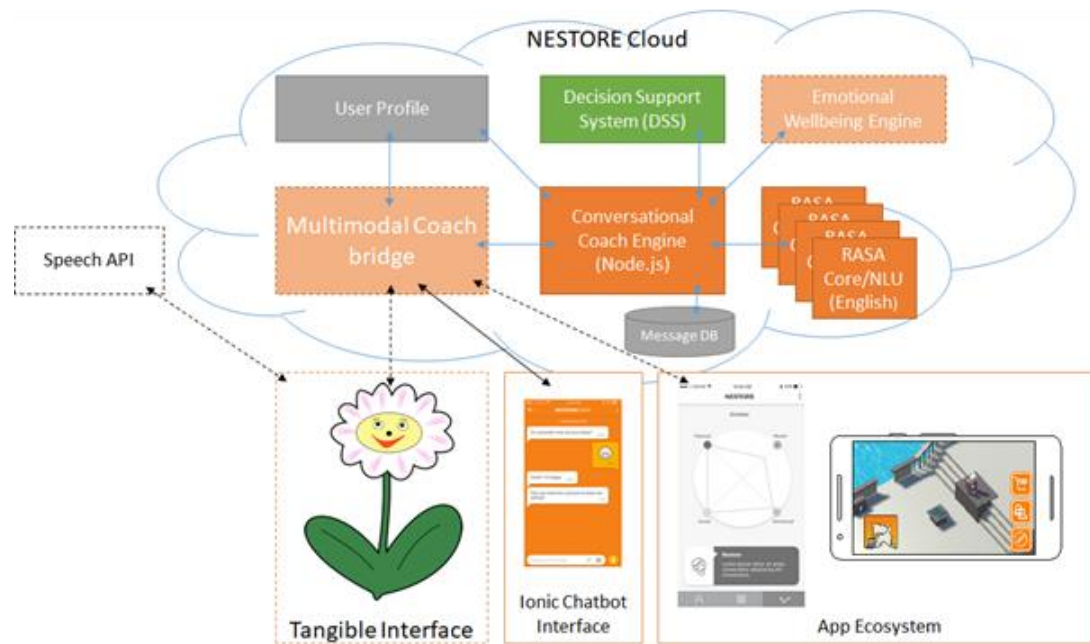 NESTORE Cloud
User Profile
Decision Support
System (DSS)
Emotional
Wellbeing Engine
Speech API
Multimodal Coach
bridge
Conversational
Coach Engine
(Node.js)
RASA
RASA
RASA
RASA
Core/NLU
(English)
Message DB
NESTORE
Tangible Interface
Ionic Chatbot
Interface
App Ecosystem